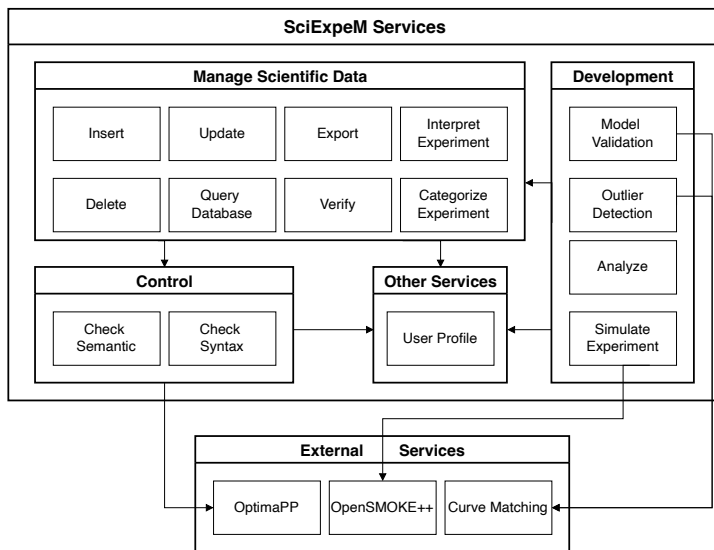 SciExpeM Services
Manage Scientific Data
Insert
Update
Export
Interpret
Experiment
Delete
Query
Database
Verify
Categorize
Experiment
Development
Model
Validation
Outlier
Detection
Analyze
Simulate
Experiment
Control
Check
Semantic
Check
Syntax
Other Services
User Profile
External Services
OptimaPP
OpenSMOKE++
Curve Matching